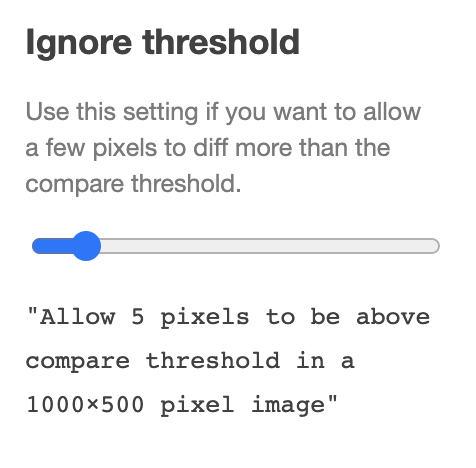 Ignore threshold
Use this setting if you want to allow
a few pixels to diff more than the
compare threshold.
"Allow 5 pixels to be above
compare threshold in a
1000×500 pixel image"